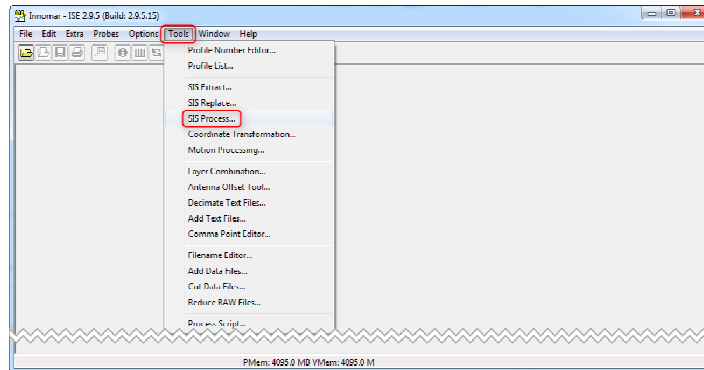 Innomar - ISE 2.9.5 (Build: 2.9.5.15)
File Edit Extra Probes Options Tools Window Help
Profile Number Editor...
Profile List...
SIS Extract...
SIS Replace...
SIS Process...
Coordinate Transformation...
Motion Processing...
Layer Combination...
Antenna Offset Tool...
Decimate Text Files...
Add Text Files...
Comma Point Editor...
Filename Editor...
Add Data Files...
Cut Data Files...
Reduce RAW Files...
Process Script...
PMem: 4095.0 MB VMem: 4095.0 M